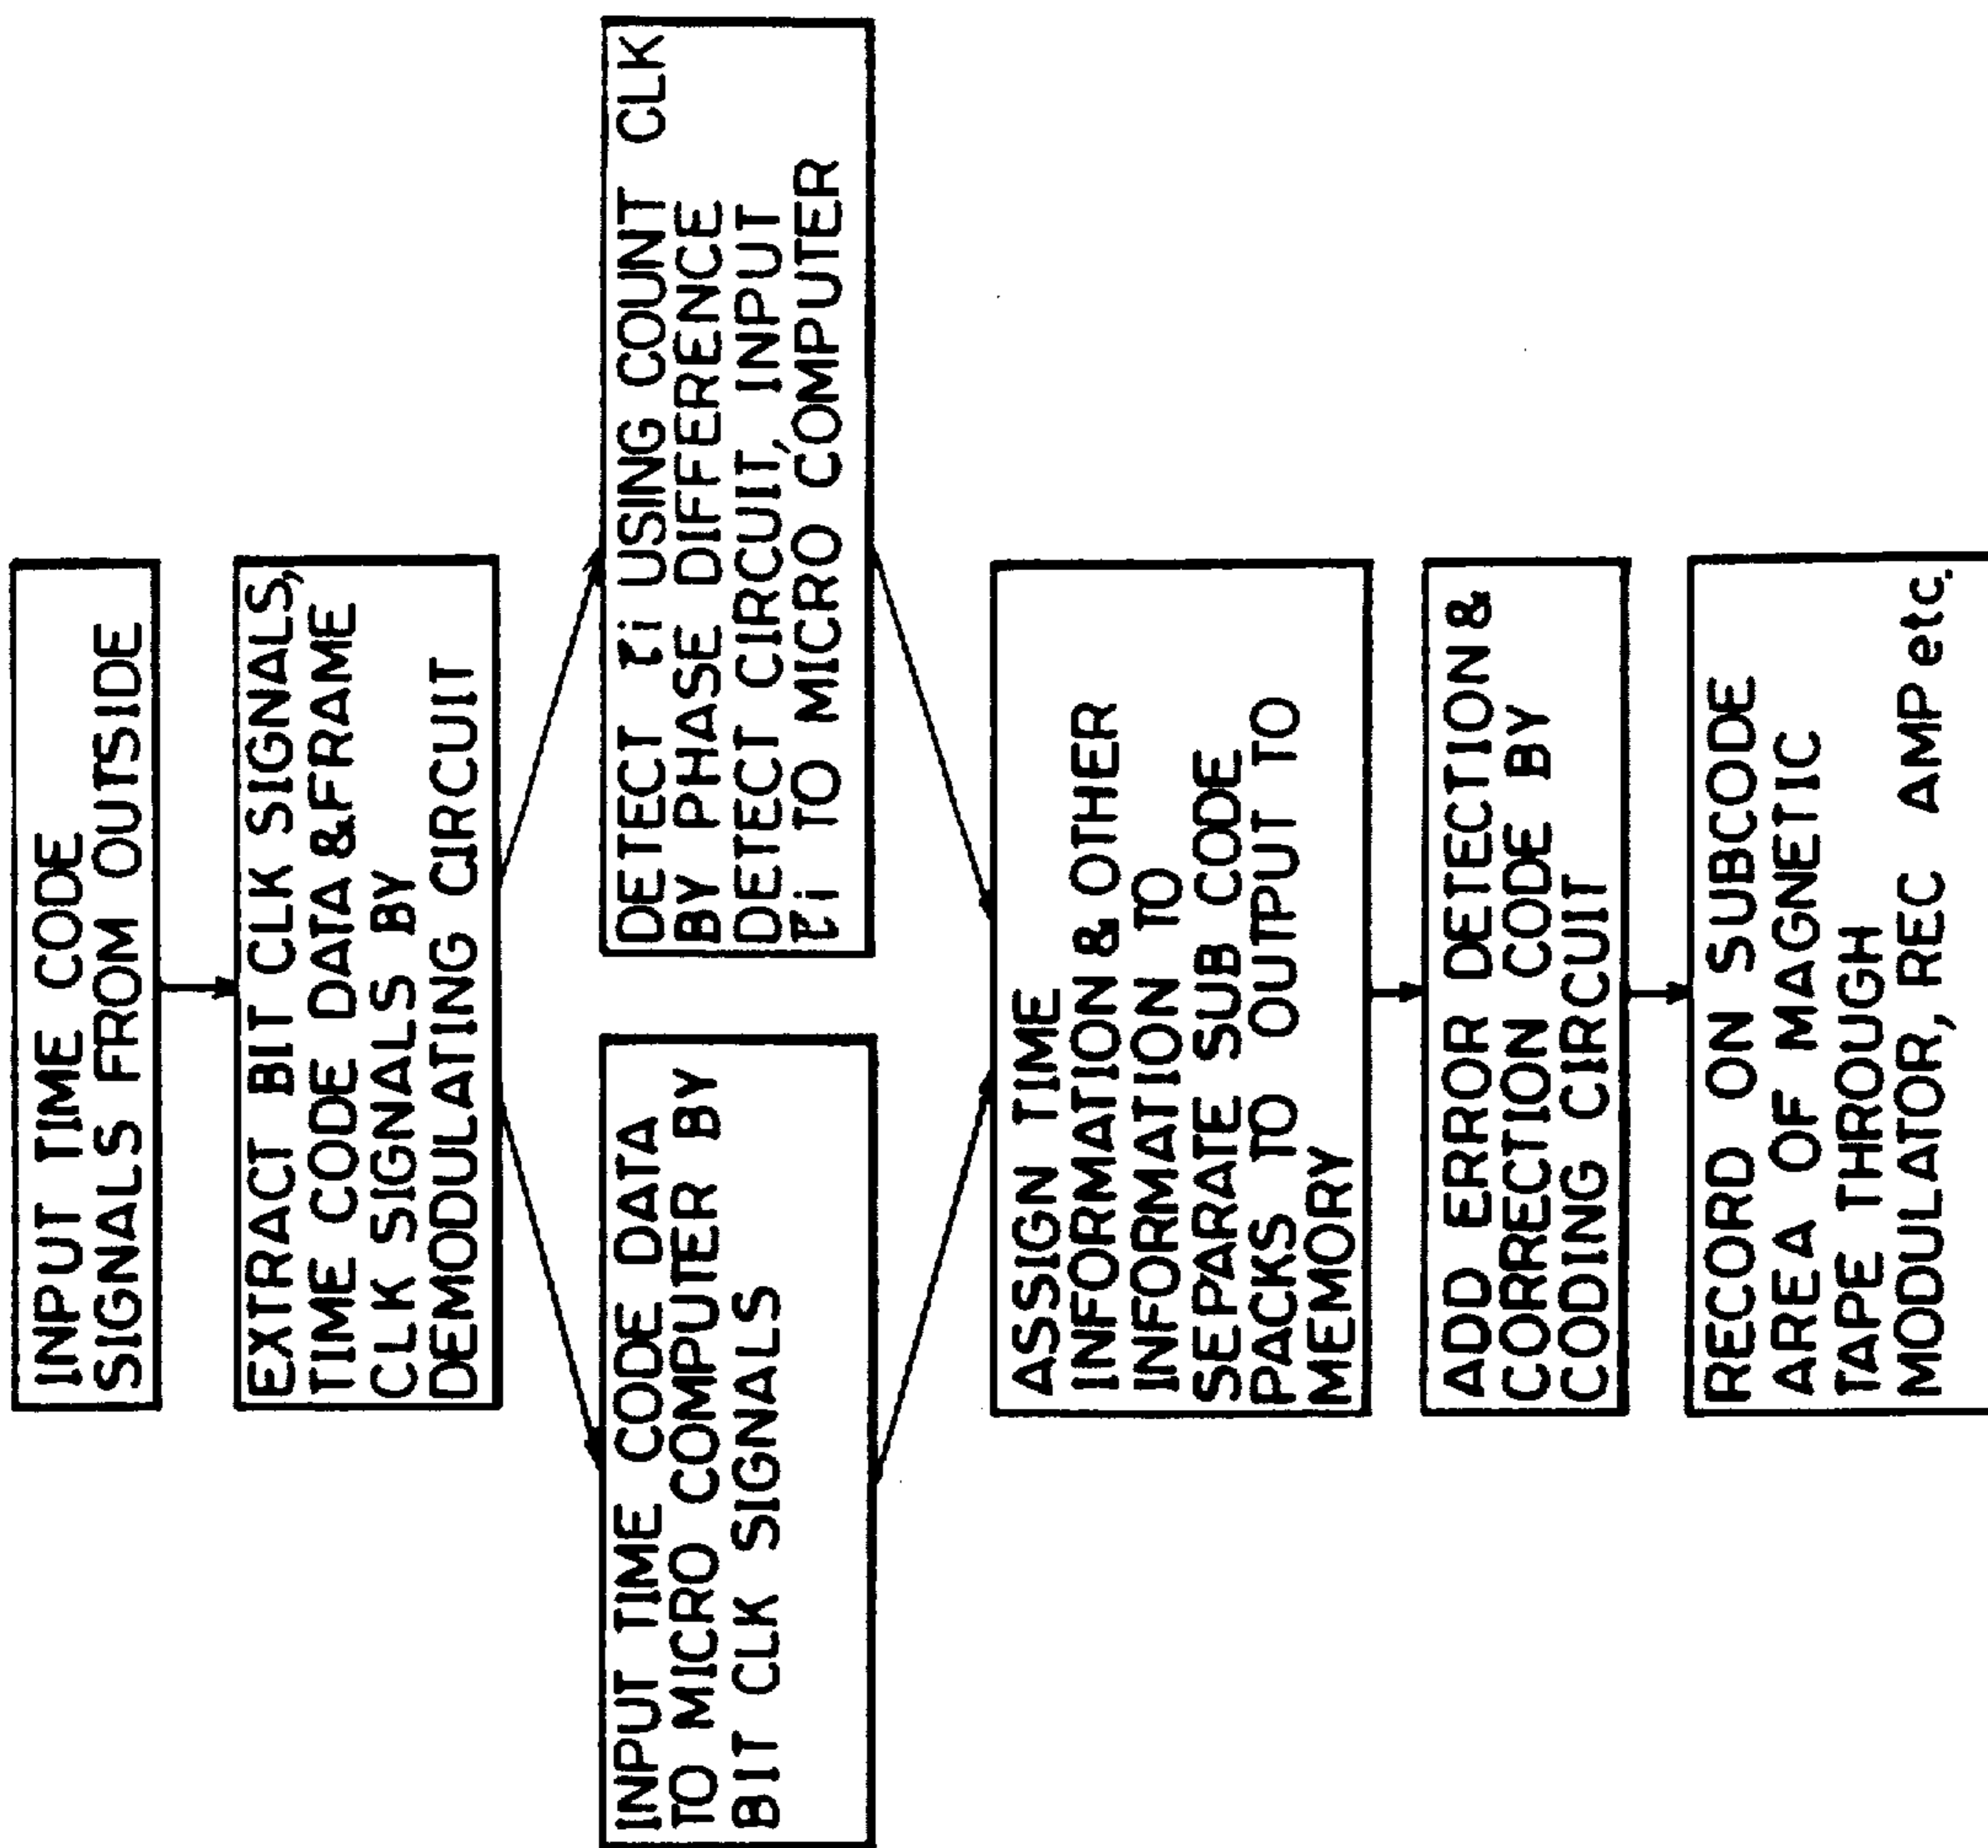 INPUT TIME CODE
SIGNALS FROM OUTSIDE
EXTRACT BIT CLK SIGNALS,
TIME CODE DATA & FRAME
CLK SIGNALS BY
DEMODULATING CIRCUIT
INPUT TIME CODE DATA
TO MICRO COMPUTER BY
BIT CLK SIGNALS
DETECT τi USING COUNT CLK
BY PHASE DIFFERENCE
DETECT CIRCUIT, INPUT
τi TO MICRO COMPUTER
ASSIGN TIME
INFORMATION & OTHER
INFORMATION TO
SEPARATE SUB CODE
PACKS TO OUTPUT TO
MEMORY
ADD ERROR DETECTION &
CORRECTION CODE BY
CODING CIRCUIT
RECORD ON SUBCODE
AREA OF MAGNETIC
TAPE THROUGH
MODULATOR, REC AMP etc.